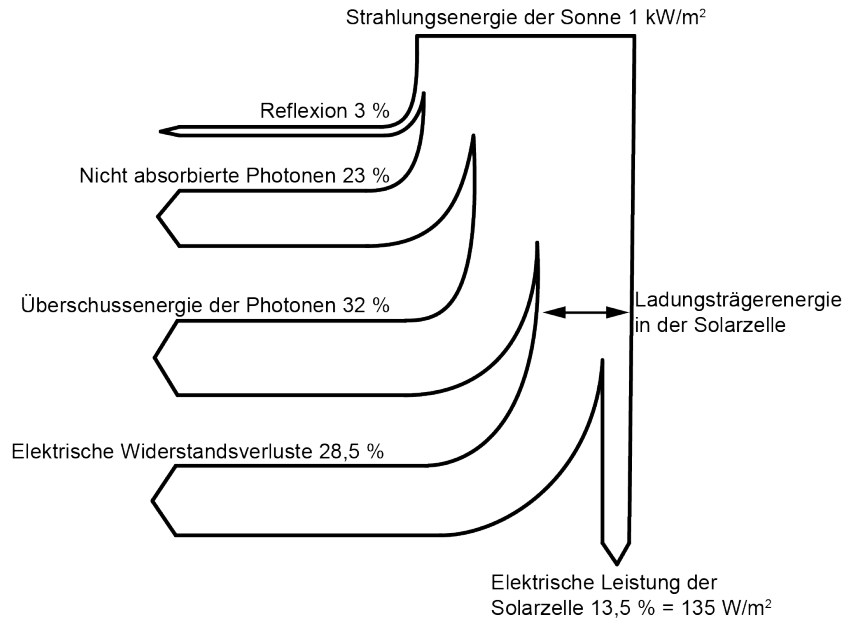 Strahlungsenergie der Sonne 1 kW/m²
Reflexion 3 %
Nicht absorbierte Photonen 23 %
Überschussenergie der Photonen 32 %
Ladungsträgerenergie
in der Solarzelle
Elektrische Widerstandsverluste 28,5 %
Elektrische Leistung der
Solarzelle 13,5 % = 135 W/m²